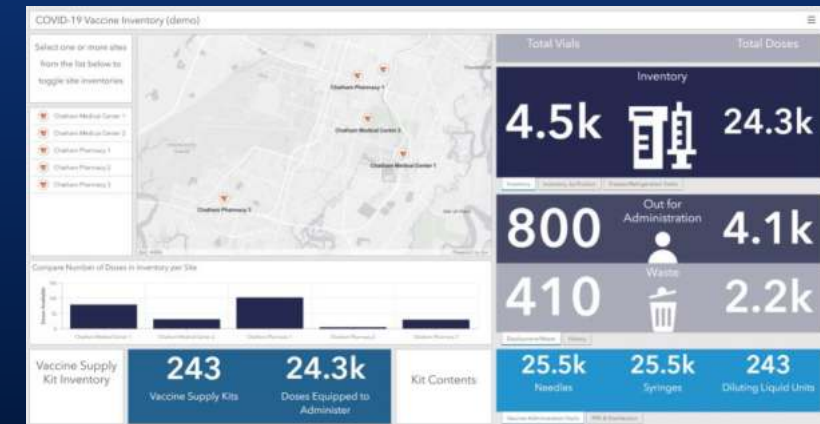 COVID-19 Vaccine Inventory (demo)
Select one or more sites
from the list below to
toggle site inventories
Chatham Medical Center 1
Chatham Medical Center 2
Chatham Pharmacy 1
Chatham Pharmacy 2
Chatham Pharmacy 3
Chatham Pharmacy 1
Chatham Medical Center 2
Chatham Medical Center 1
Total Vials
Total Doses
Inventory
4.5k
24.3k
Out for
Administration
800
4.1k
Waste
410
2.2k
Compare Number of Doses in Inventory per Site
Doses Available
Vaccine Supply
Kit Inventory
243
Vaccine Supply Kits
24.3k
Doses Equipped to
Administer
Kit Contents
25.5k
Needles
25.5k
Syringes
243
Diluting Liquid Units